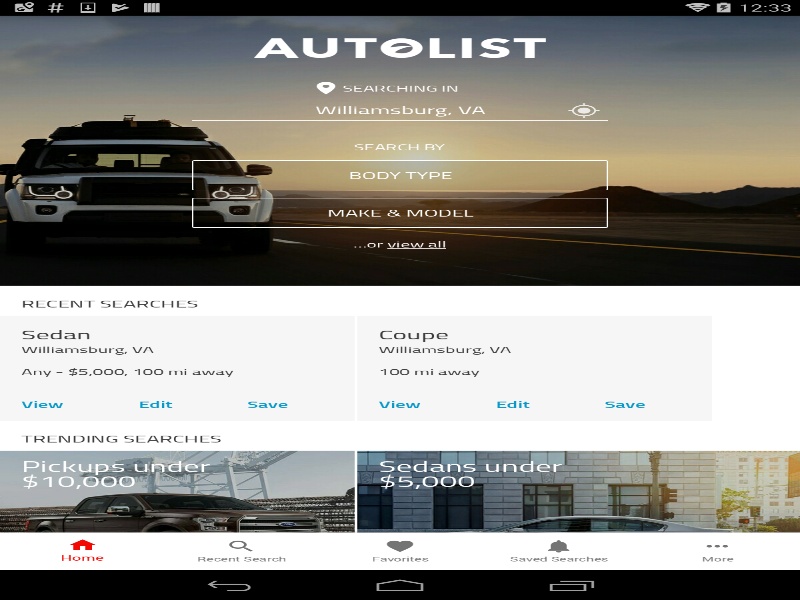 12:33
AUTOLIST
SEARCHING IN
Williamsburg, VA
SEARCH BY
BODY TYPE
MAKE & MODEL
...or view all
RECENT SEARCHES
Sedan
Williamsburg, VA
Any - $5,000, 100 mi away
View Edit Save
Coupe
Williamsburg, VA
100 mi away
View Edit Save
TRENDING SEARCHES
Pickups under
$10,000
Sedans under
$5,000
Home Recent Search Favorites Saved Searches More